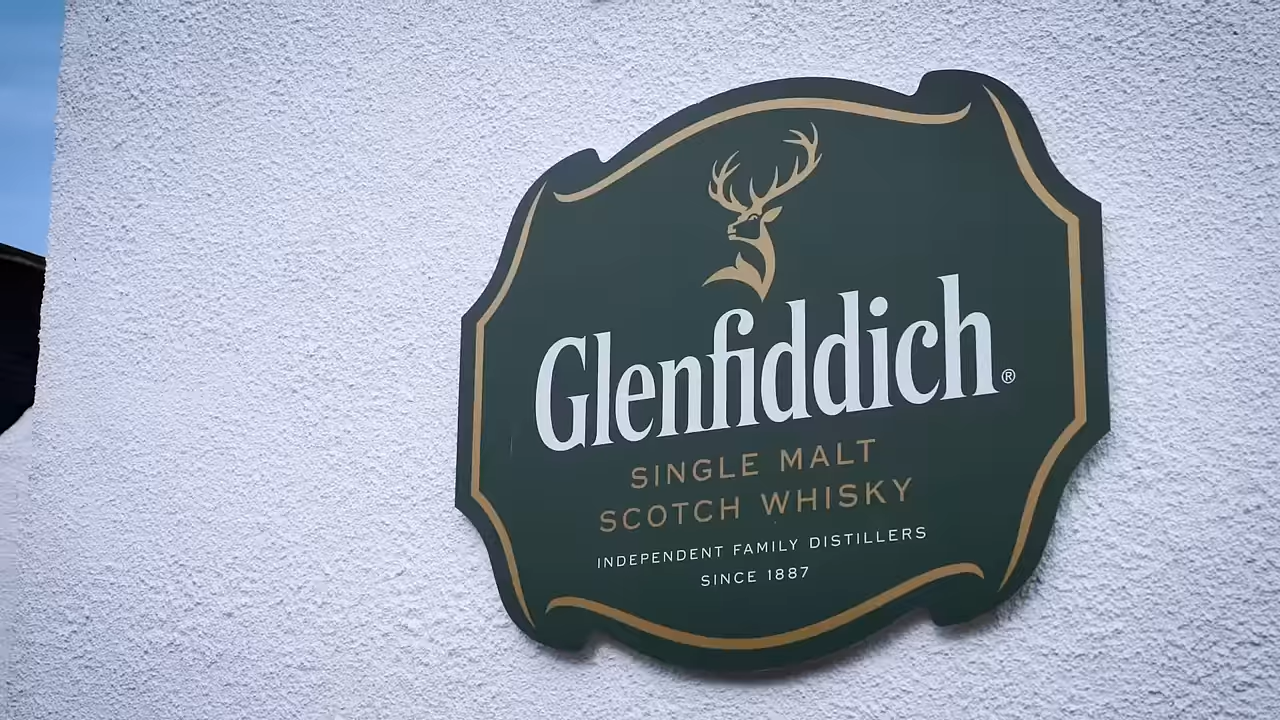 Glenfiddich®
SINGLE MALT
SCOTCH WHISKY
INDEPENDENT FAMILY DISTILLERS
SINCE 1887